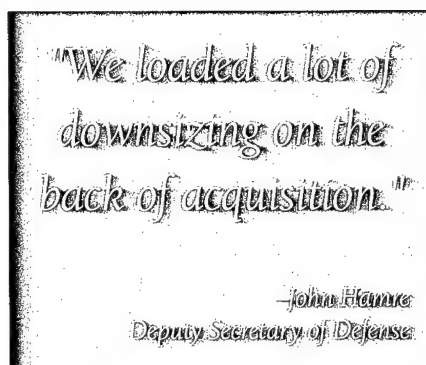 "We loaded a lot of
downsizing on the
back of acquisition."
—John Hamre
Deputy Secretary of Defense